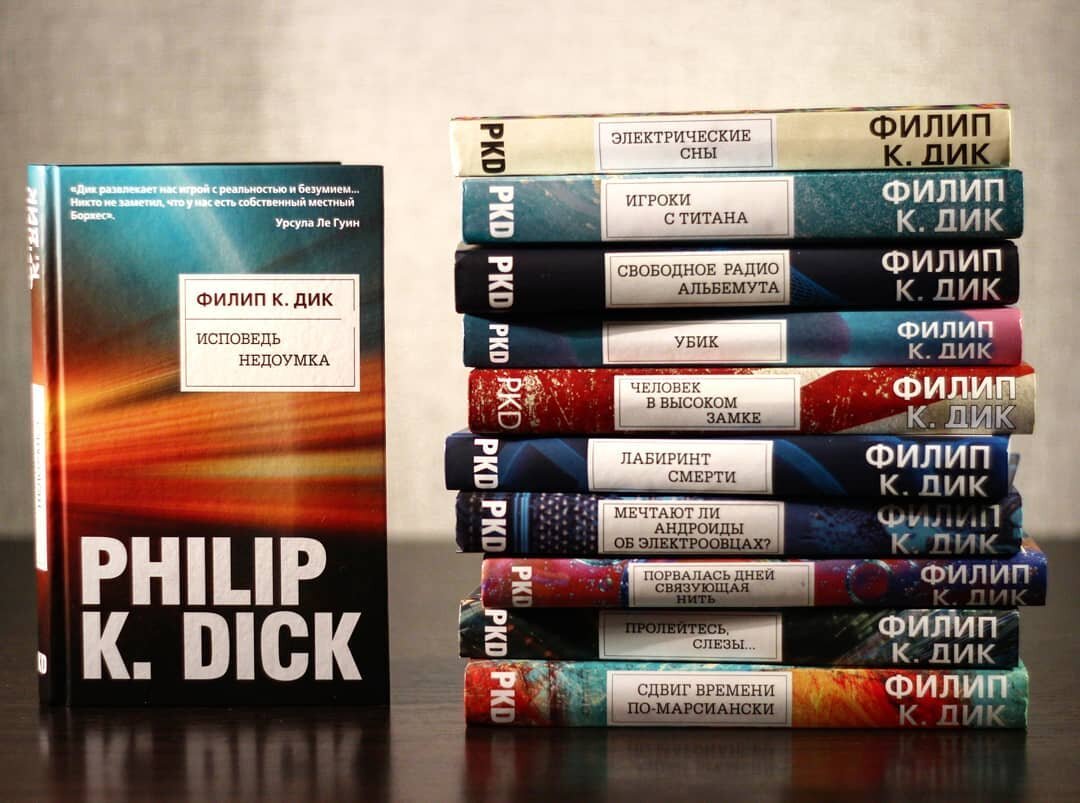 «Дик развлекает нас игрой с реальностью и безумием...
Никто не заметил, что у нас есть собственный местный
Борхес».
Урсула Ле Гуин
ФИЛИП К. ДИК
ИСПОВЕДЬ
НЕДОУМКА
PHILIP
K. DICK
PKD
ЭЛЕКТРИЧЕСКИЕ
СНЫ
ФИЛИП
К. ДИК
PKD
ИГРОКИ
С ТИТАНА
ФИЛИП
К. ДИК
PKD
СВОБОДНОЕ РАДИО
АЛЬБЕМУТА
ФИЛИП
К. ДИК
PKD
УБИК
ФИЛИП
К. ДИК
PKD
ЧЕЛОВЕК
В ВЫСОКОМ
ЗАМКЕ
ФИЛИП
К. ДИК
PKD
ЛАБИРИНТ
СМЕРТИ
ФИЛИП
К. ДИК
PKD
МЕЧТАЮТ ЛИ
АНДРОИДЫ
ОБ ЭЛЕКТРООВЦАХ?
ФИЛИП
К. ДИК
PKD
ПОРВАЛАСЬ ДНЕЙ
СВЯЗУЮЩАЯ
НИТЬ
ФИЛИП
К. ДИК
PKD
ПРОЛЕЙТЕСЬ,
СЛЕЗЫ...
ФИЛИП
К. ДИК
PKD
СДВИГ ВРЕМЕНИ
ПО-МАРСИАНСКИ
ФИЛИП
К. ДИК